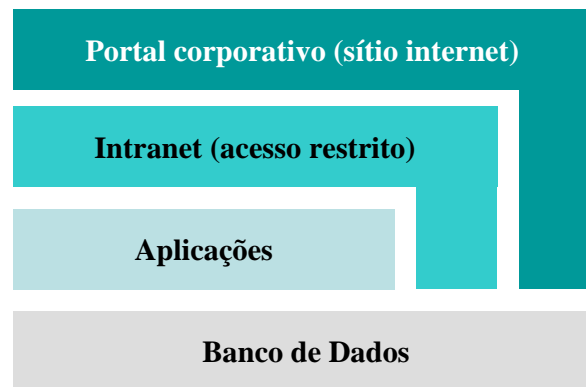 Portal corporativo (sítio internet)
Intranet (acesso restrito)
Aplicações
Banco de Dados